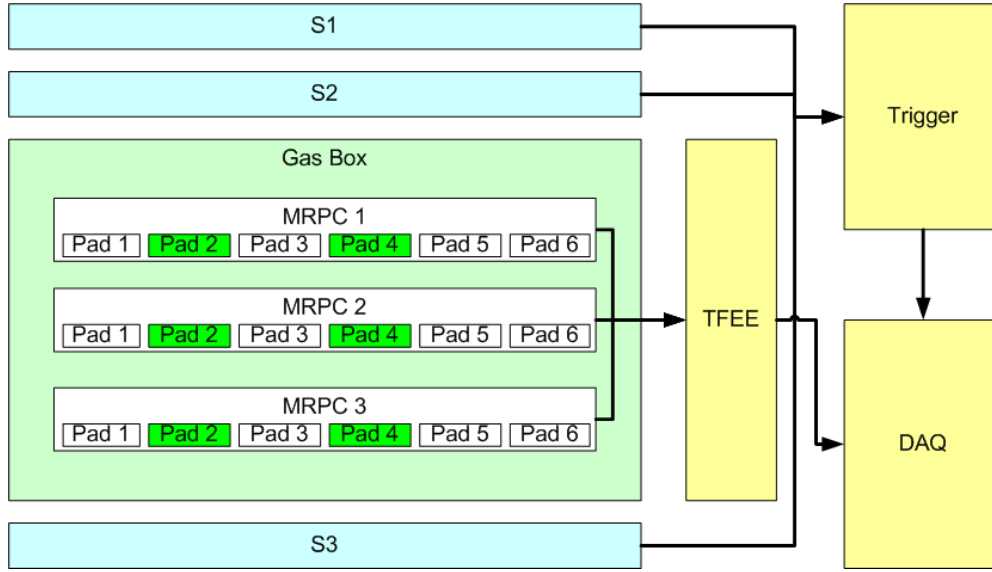 S1
S2
Trigger
Gas Box
MRPC 1
Pad 1 Pad 2 Pad 3 Pad 4 Pad 5 Pad 6
MRPC 2
Pad 1 Pad 2 Pad 3 Pad 4 Pad 5 Pad 6
TFEE
MRPC 3
Pad 1 Pad 2 Pad 3 Pad 4 Pad 5 Pad 6
DAQ
S3